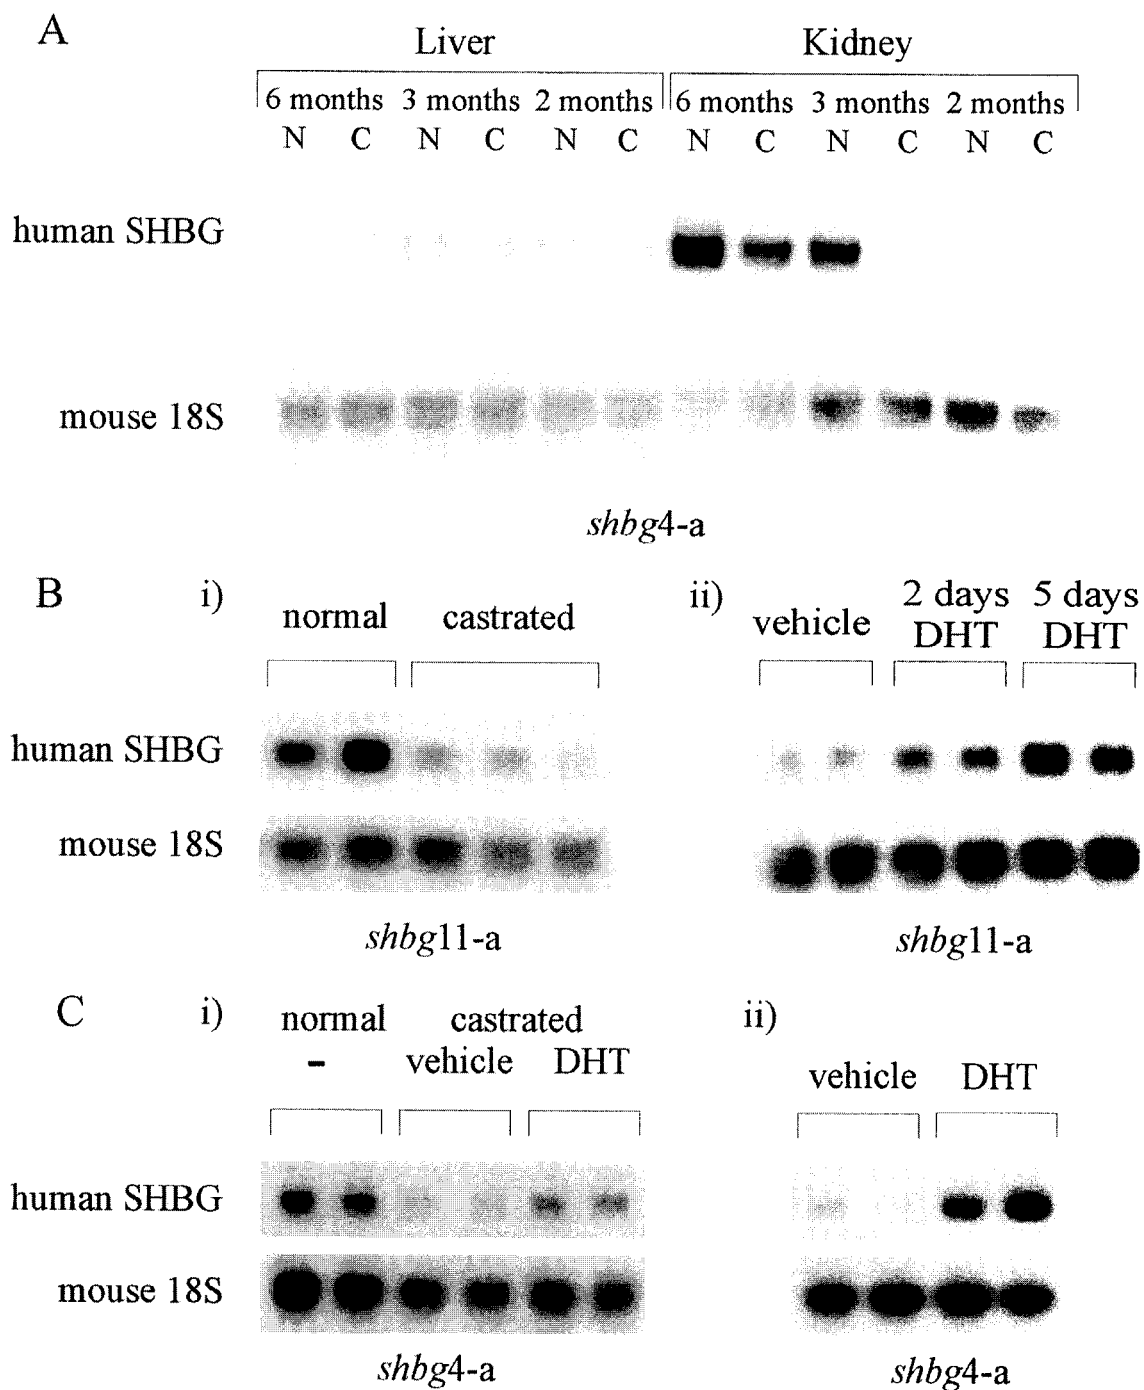 A
Liver Kidney
6 months 3 months 2 months 6 months 3 months 2 months
N C N C N C N C N C N C
human SHBG
mouse 18S
shbg4-a
B i) ii)
normal castrated vehicle 2 days DHT 5 days DHT
human SHBG
mouse 18S
shbg11-a shbg11-a
C i) ii)
normal castrated
- vehicle DHT vehicle DHT
human SHBG
mouse 18S
shbg4-a shbg4-a